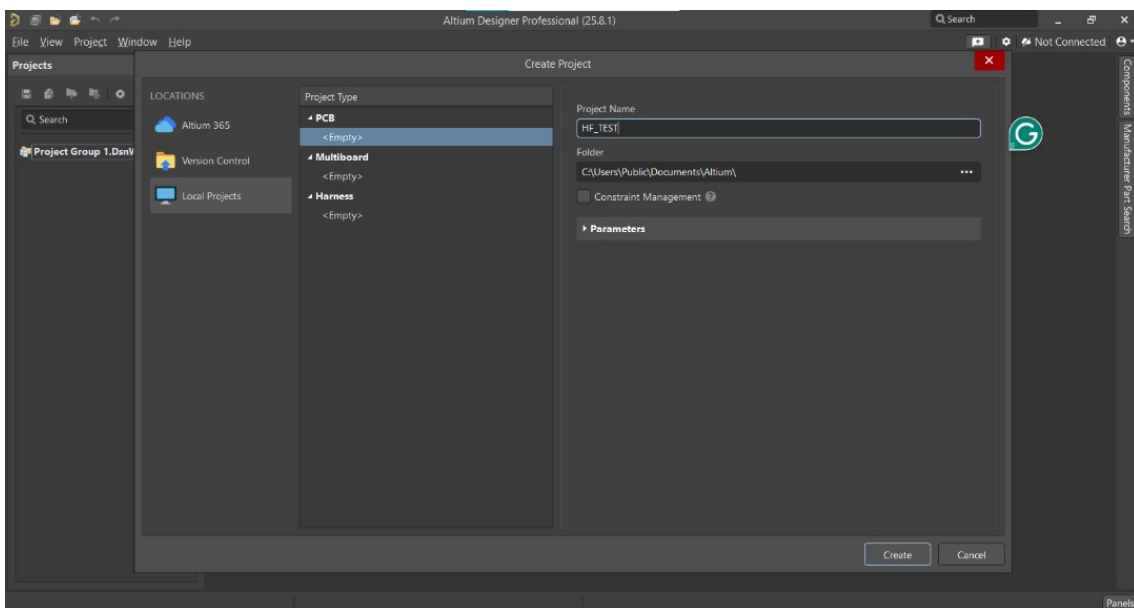 Altium Designer Professional (25.8.1)
Search
File View Project Window Help
Not Connected
Projects
Create Project
Search
Project Group 1.DsnW
LOCATIONS
Altium 365
Version Control
Local Projects
Project Type
PCB
<Empty>
Multiboard
<Empty>
Harness
<Empty>
Project Name
HF_TEST
Folder
C:\Users\Public\Documents\Altium\
...
Constraint Management ?
Parameters
Create
Cancel
G
Components
Manufacturer Part Search
Panels